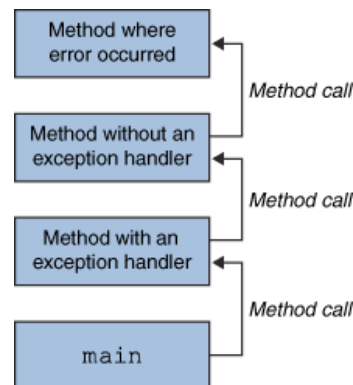 Method where
error occurred
Method call
Method without an
exception handler
Method call
Method with an
exception handler
Method call
main